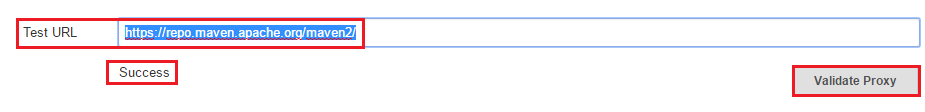 Test URL https://repo.maven.apache.org/maven2/
Success
Validate Proxy